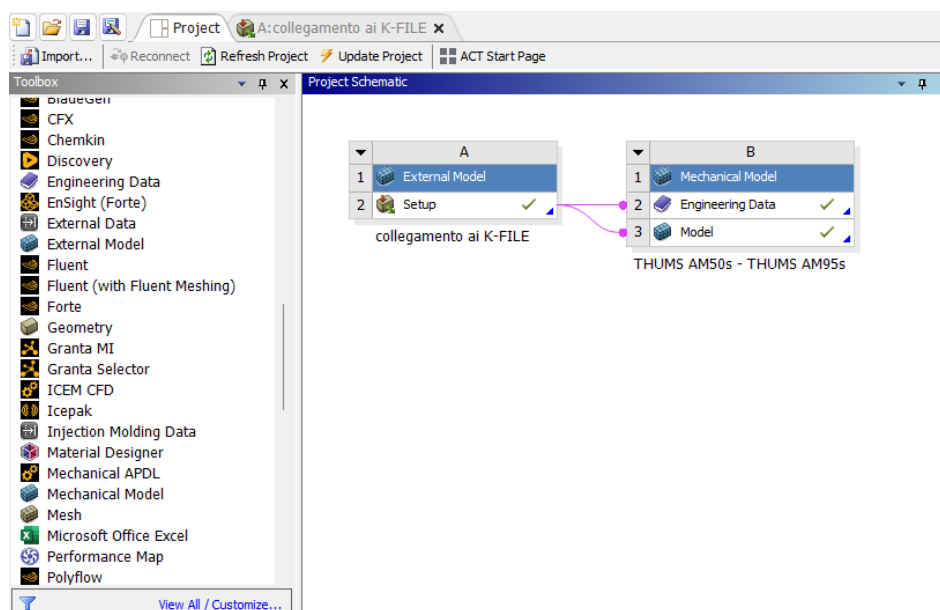 Project
A:collegamento ai K-FILE
Import...
Reconnect
Refresh Project
Update Project
ACT Start Page
Toolbox
BladeGen
CFX
Chemkin
Discovery
Engineering Data
EnSight (Forte)
External Data
External Model
Fluent
Fluent (with Fluent Meshing)
Forte
Geometry
Granta MI
Granta Selector
ICEM CFD
Icepak
Injection Molding Data
Material Designer
Mechanical APDL
Mechanical Model
Mesh
Microsoft Office Excel
Performance Map
Polyflow
View All / Customize...
Project Schematic
A
1 External Model
2 Setup
collegamento ai K-FILE
B
1 Mechanical Model
2 Engineering Data
3 Model
THUMS AM50s - THUMS AM95s